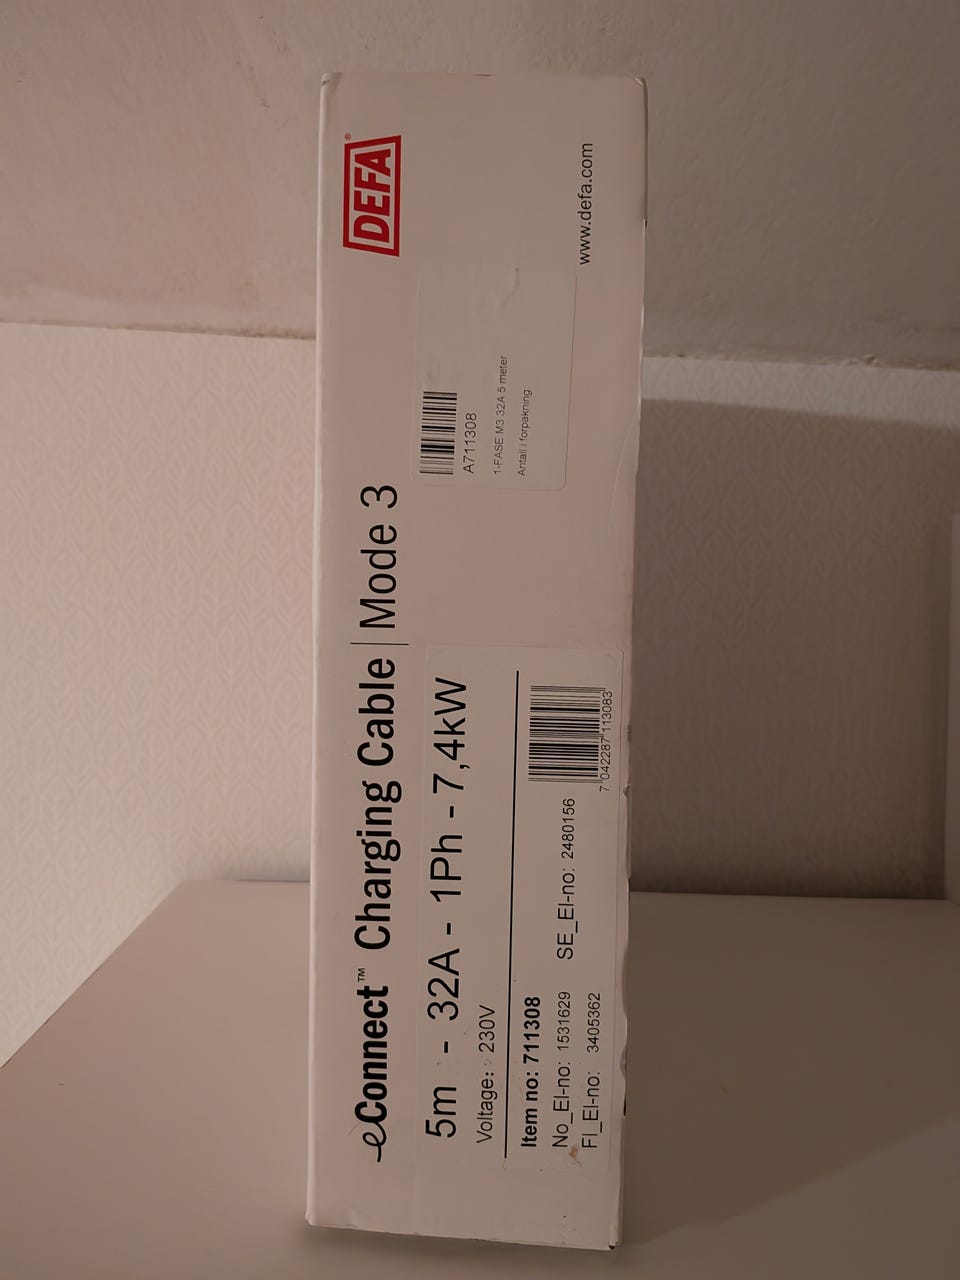 DEFA®
www.defa.com
eConnect™ Charging Cable | Mode 3
A711308
1-FASE M3 32A 5 meter
Antall i forpakning:
5m - 32A - 1Ph - 7,4kW
Voltage: 230V
Item no: 711308
No_El-no: 1531629 SE_El-no: 2480156
FI_El-no: 3405362
7 042287 113083